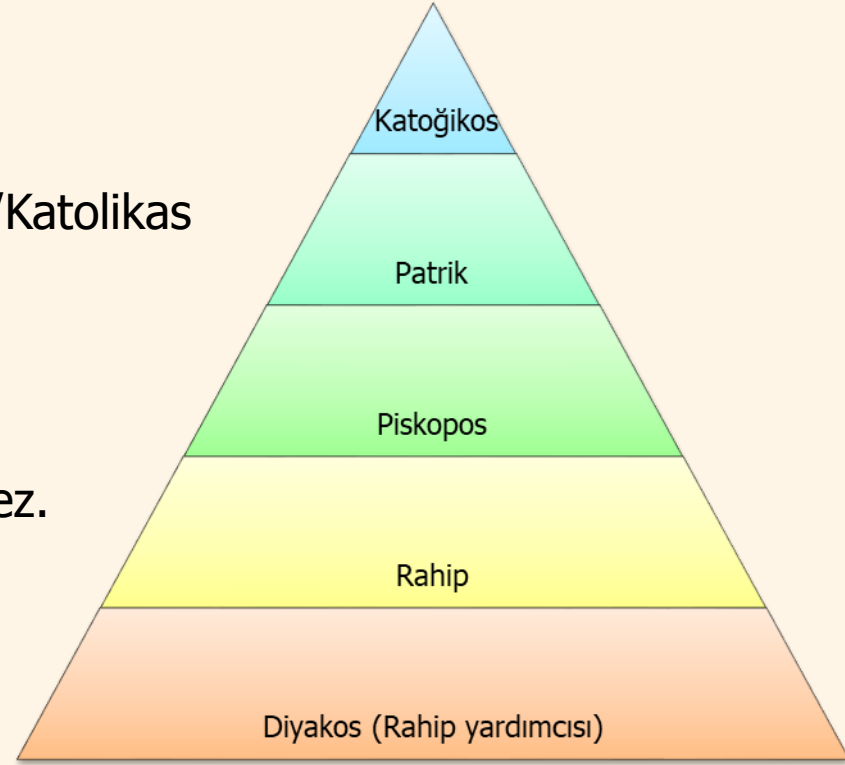 Katoğikos
/Katolikas
Patrik
Piskopos
ez.
Rahip
Diyakos (Rahip yardımcısı)